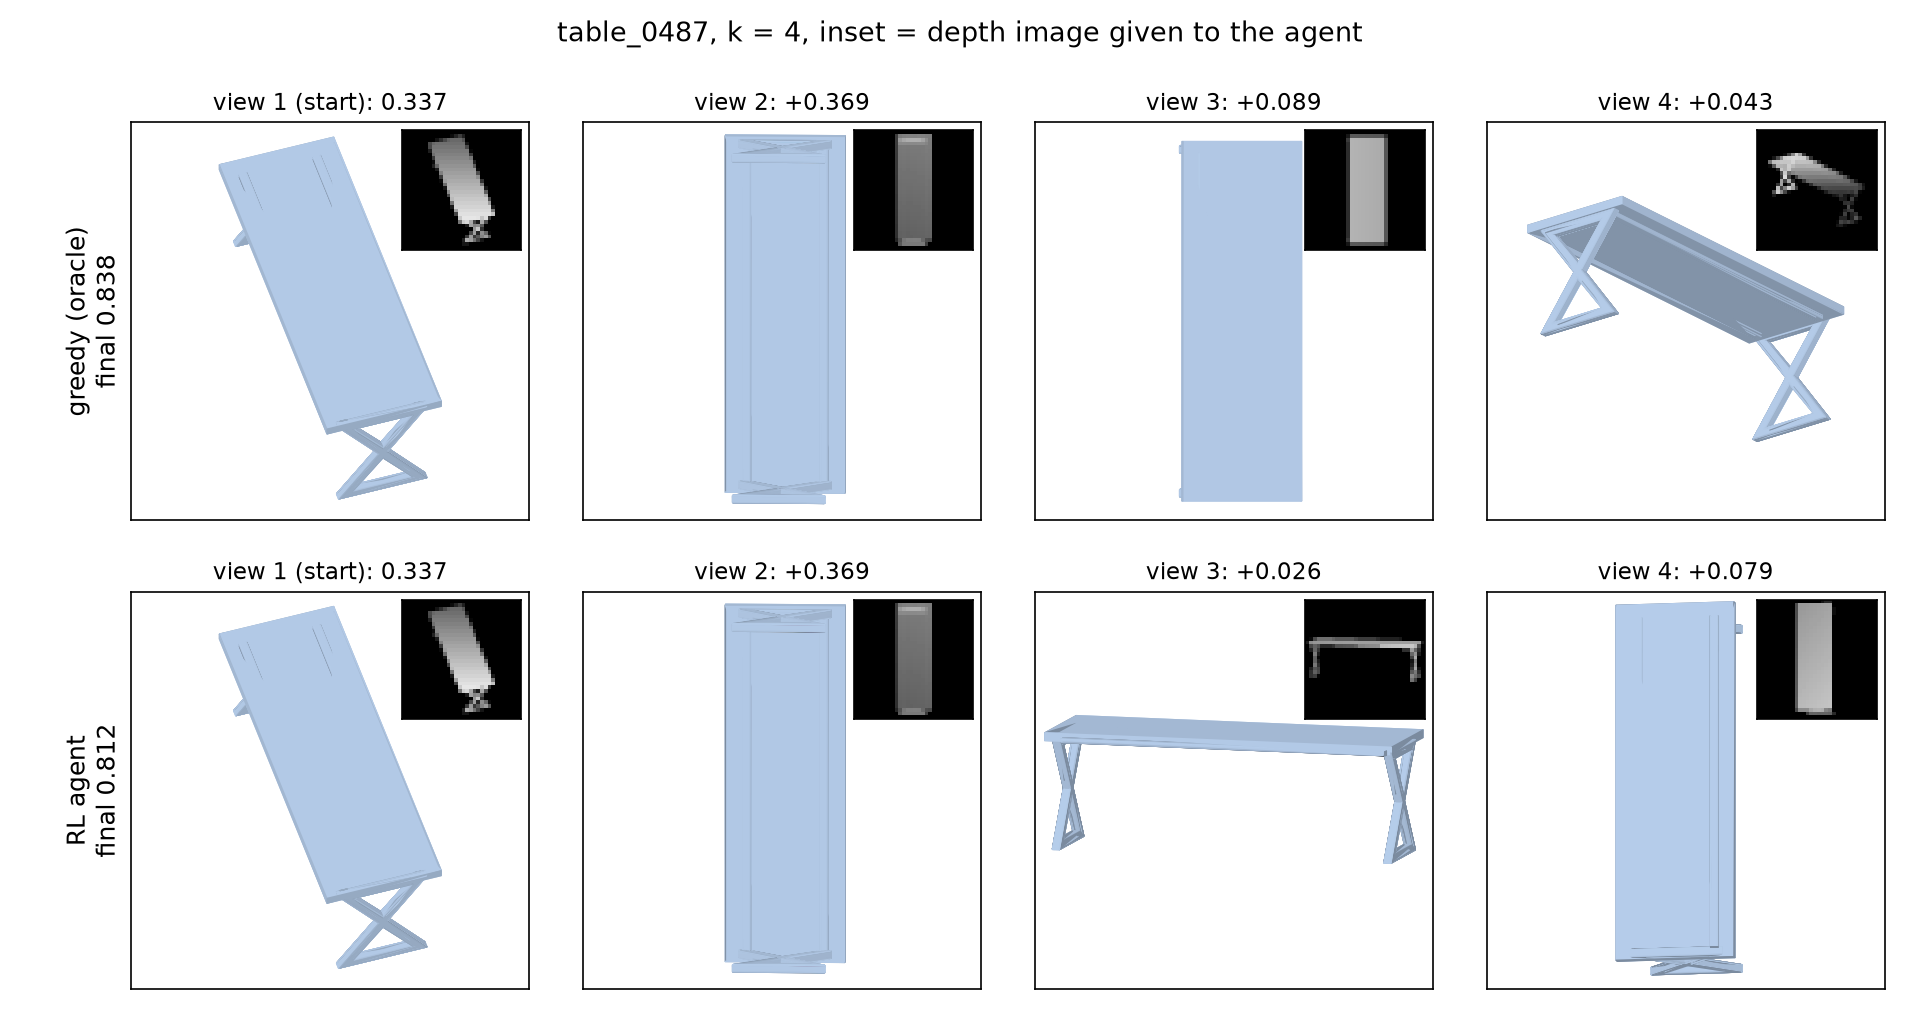 table_0487, k = 4, inset = depth image given to the agent
greedy (oracle)
final 0.838
view 1 (start): 0.337
view 2: +0.369
view 3: +0.089
view 4: +0.043
RL agent
final 0.812
view 1 (start): 0.337
view 2: +0.369
view 3: +0.026
view 4: +0.079